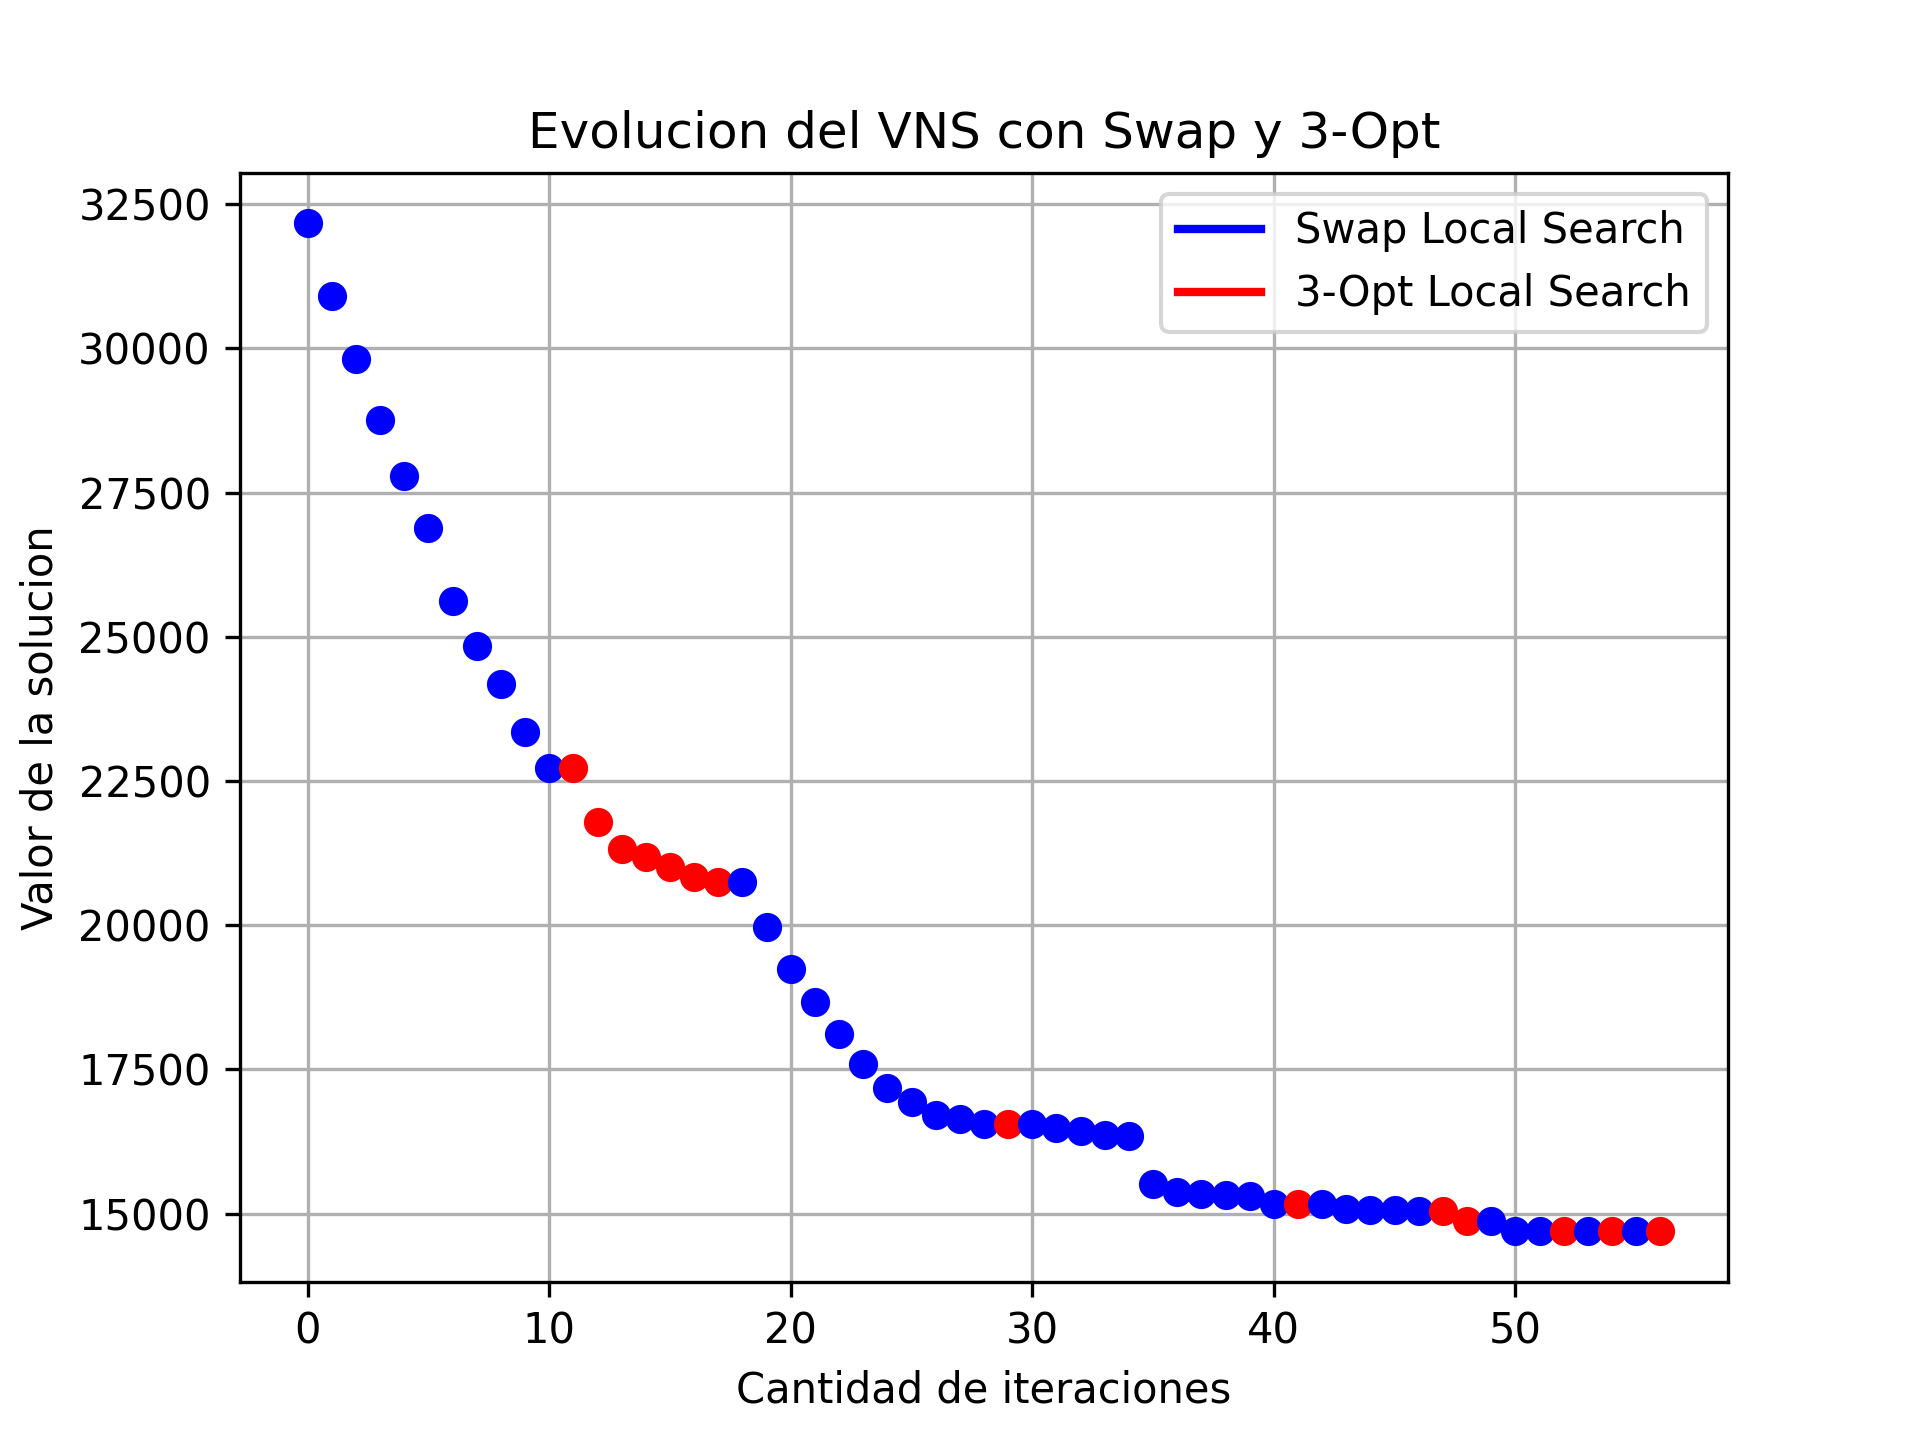 Evolucion del VNS con Swap y 3-Opt
Swap Local Search
3-Opt Local Search
Valor de la solucion
32500
30000
27500
25000
22500
20000
17500
15000
0 10 20 30 40 50
Cantidad de iteraciones